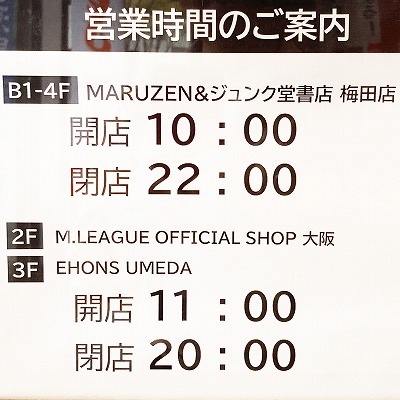 営業時間のご案内
B1-4F MARUZEN&ジュンク堂書店 梅田店
開店 10:00
閉店 22:00
2F M.LEAGUE OFFICIAL SHOP 大阪
3F EHONS UMEDA
開店 11:00
閉店 20:00